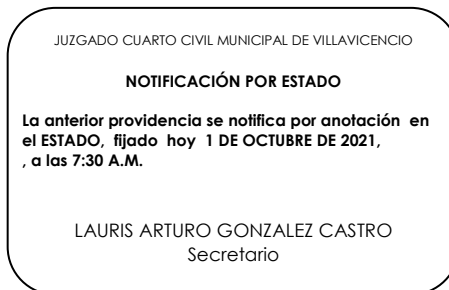 JUZGADO CUARTO CIVIL MUNICIPAL DE VILLAVICENCIO
NOTIFICACIÓN POR ESTADO
La anterior providencia se notifica por anotación en
el ESTADO, fijado hoy 1 DE OCTUBRE DE 2021,
, a las 7:30 A.M.
LAURIS ARTURO GONZALEZ CASTRO
Secretario